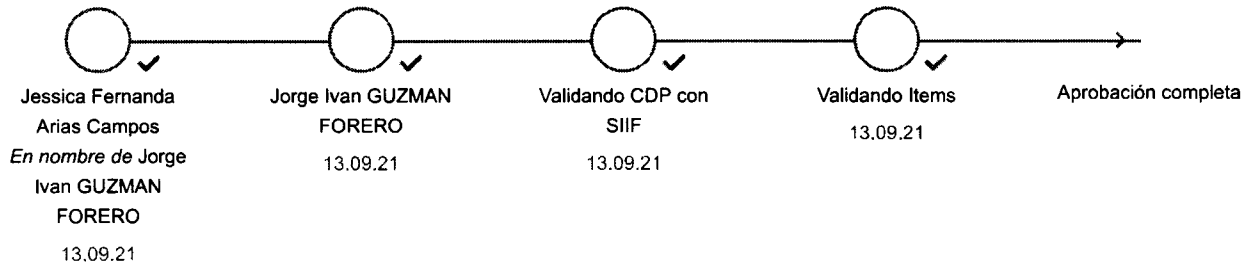 Jessica Fernanda
Arias Campos
En nombre de Jorge
Ivan GUZMAN
FORERO
13.09.21
Jorge Ivan GUZMAN
FORERO
13.09.21
Validando CDP con
SIIF
13.09.21
Validando Items
13.09.21
Aprobación completa